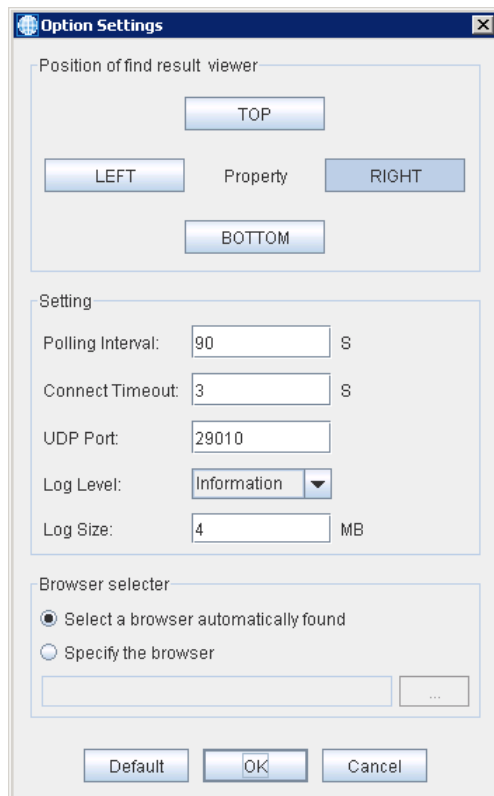 Option Settings
Position of find result viewer
TOP
LEFT Property RIGHT
BOTTOM
Setting
Polling Interval: 90 S
Connect Timeout: 3 S
UDP Port: 29010
Log Level: Information
Log Size: 4 MB
Browser selecter
Select a browser automatically found
Specify the browser
...
Default OK Cancel